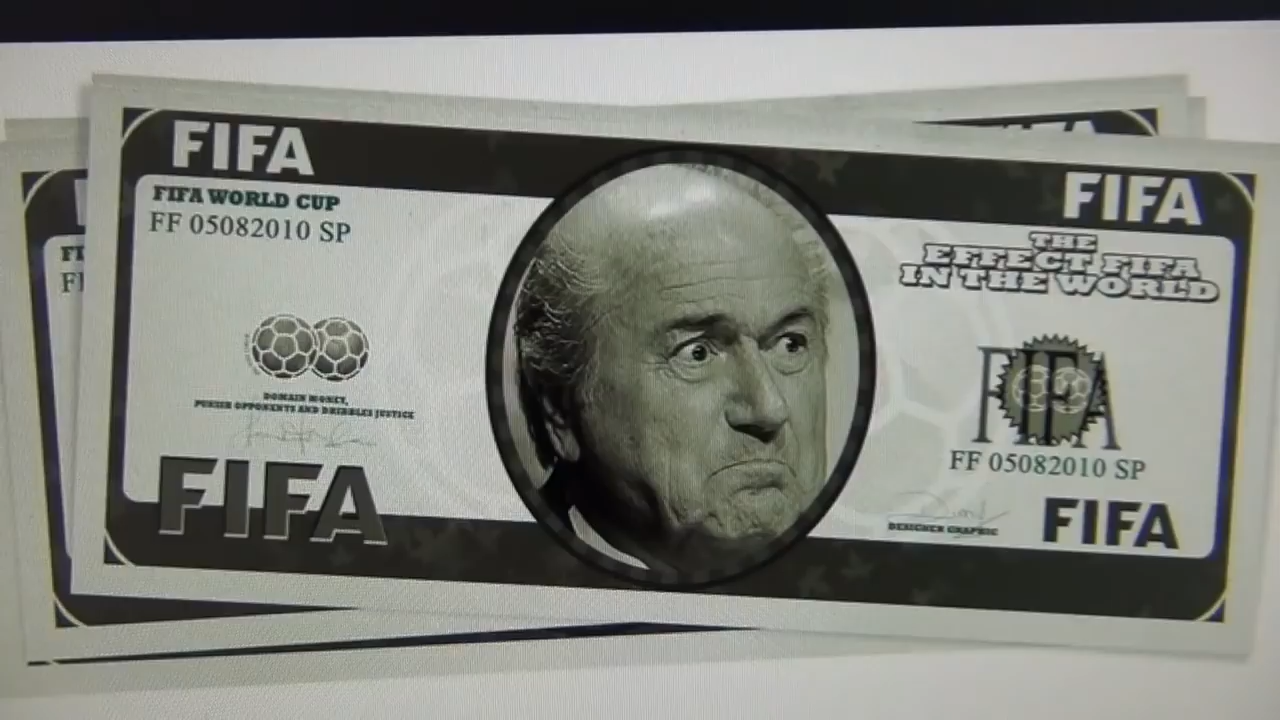 FIFA
FIFA WORLD CUP
FF 05082010 SP
DOMAIN MONEY,
PUNISH OPPONENTS AND DRIBBLES JUSTICE
FIFA
FIFA
THE
EFFECT FIFA
IN THE WORLD
FIFA
FF 05082010 SP
DESIGNER GRAPHIC
FIFA